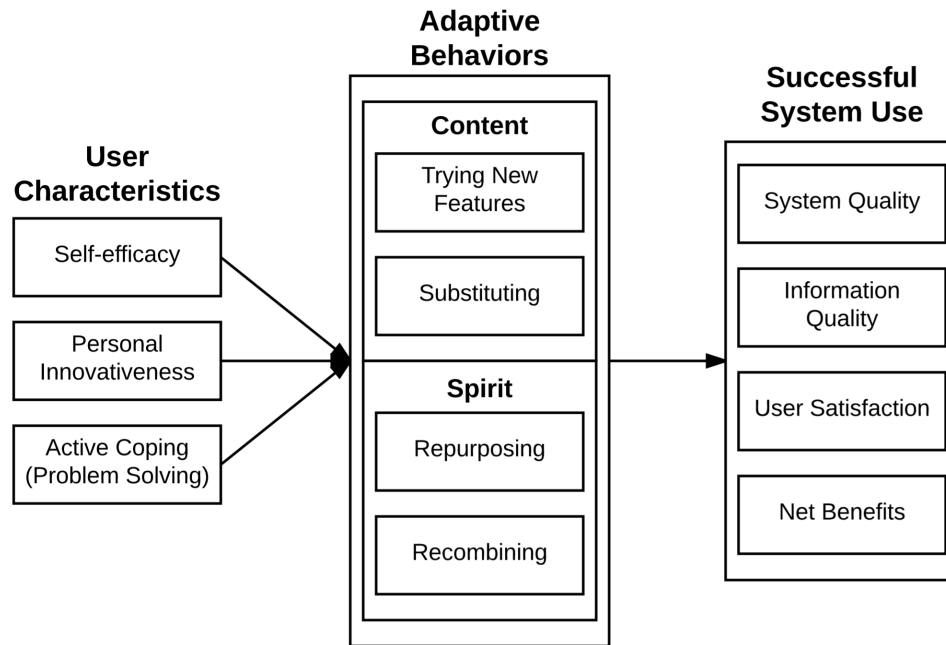 User
Characteristics
Self-efficacy
Personal
Innovativeness
Active Coping
(Problem Solving)
Adaptive
Behaviors
Content
Trying New
Features
Substituting
Spirit
Repurposing
Recombining
Successful
System Use
System Quality
Information
Quality
User Satisfaction
Net Benefits